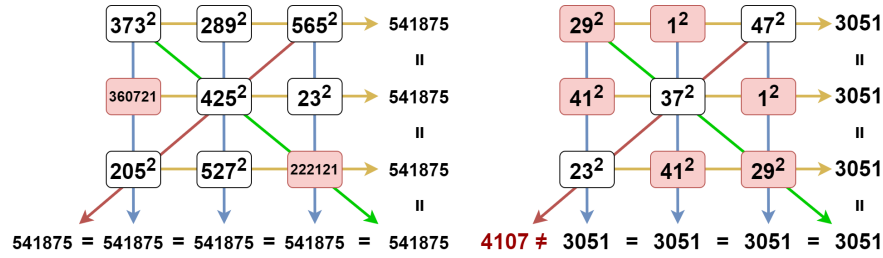 373² 289² 565² 541875 29² 1² 47² 3051
= =
360721 425² 23² 541875 41² 37² 1² 3051
= =
205² 527² 222121 541875 23² 41² 29² 3051
= =
541875 = 541875 = 541875 = 541875 = 541875 4107 ≠ 3051 = 3051 = 3051 = 3051